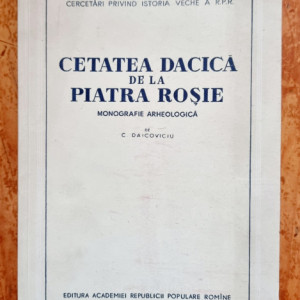 CERCETĂRI PRIVIND ISTORIA VECHE A R.P.R.
CETATEA DACICĂ
DE LA
PIATRA ROȘIE
MONOGRAFIE ARHEOLOGICĂ
DE
C. DAICOVICIU
EDITURA ACADEMIEI REPUBLICII POPULARE ROMÎNE